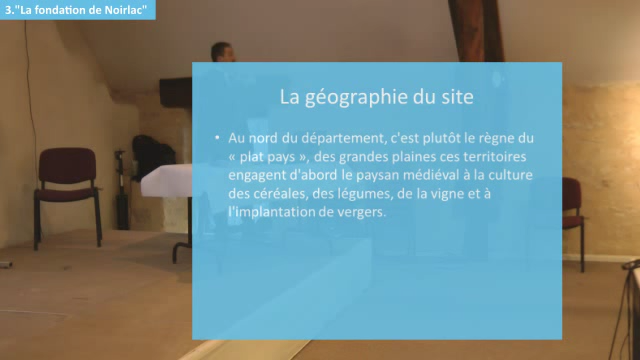 3."La fondation de Noirlac"
La géographie du site
• Au nord du département, c'est plutôt le règne du
« plat pays », des grandes plaines ces territoires
engagent d'abord le paysan médiéval à la culture
des céréales, des légumes, de la vigne et à
l'implantation de vergers.